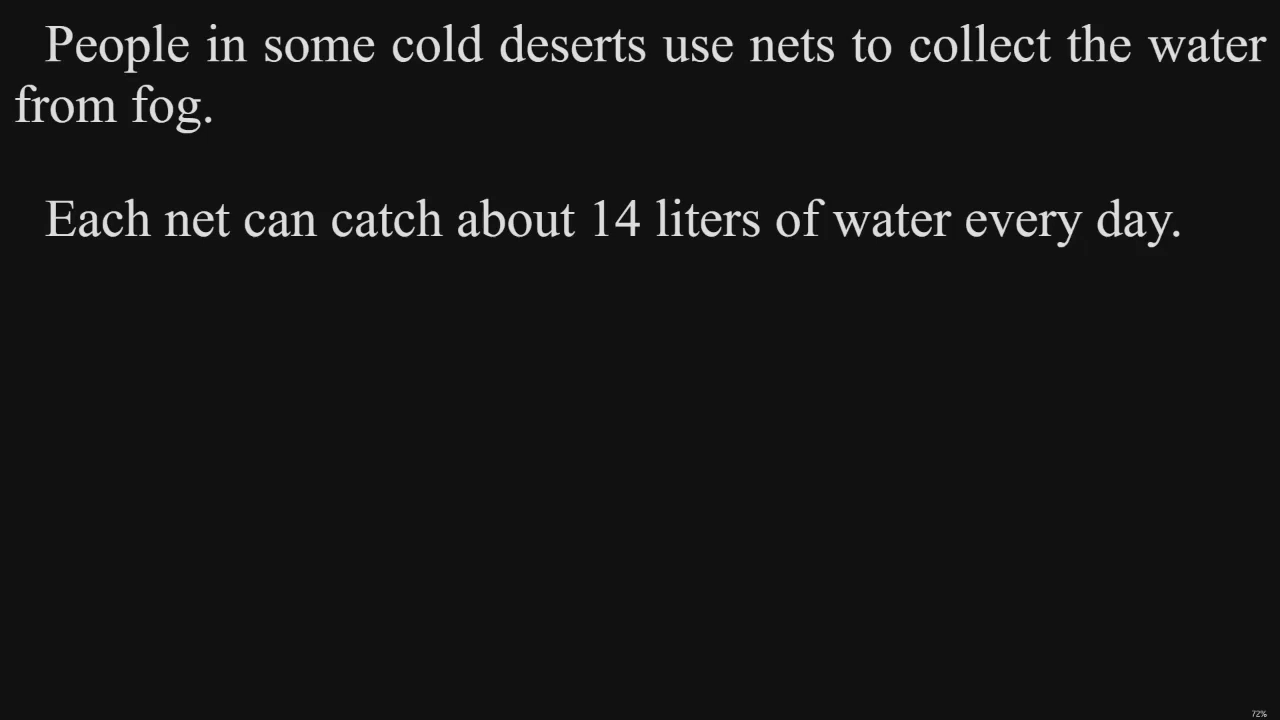 People in some cold deserts use nets to collect the water
from fog.
Each net can catch about 14 liters of water every day.
72%